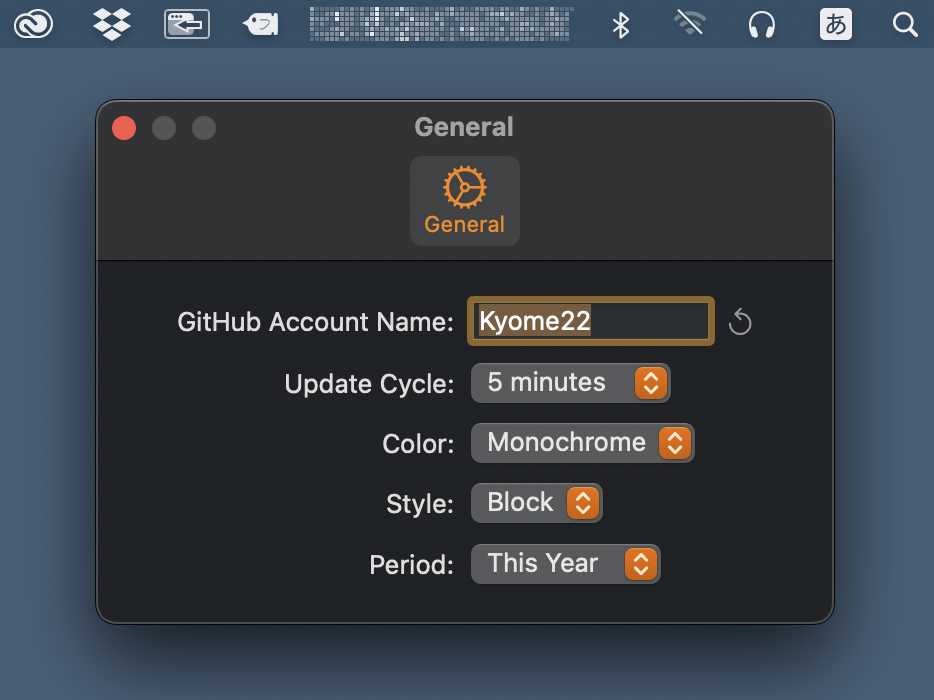 あ
General
General
GitHub Account Name: Kyome22
Update Cycle: 5 minutes
Color: Monochrome
Style: Block
Period: This Year